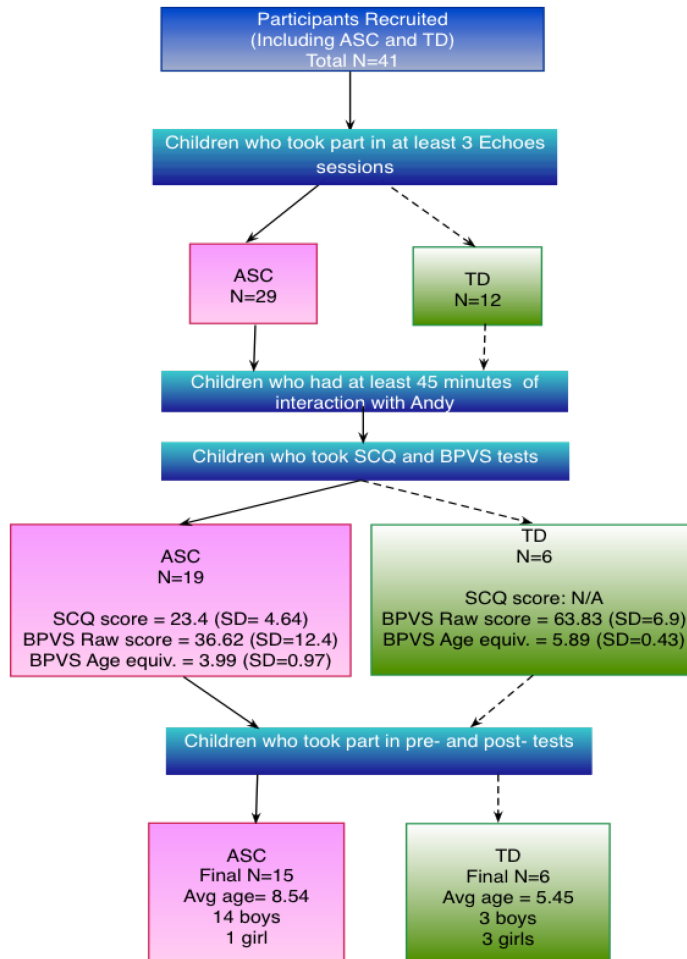 Participants Recruited
(Including ASC and TD)
Total N=41
Children who took part in at least 3 Echoes
sessions
ASC
N=29
TD
N=12
Children who had at least 45 minutes of
interaction with Andy
Children who took SCQ and BPVS tests
ASC
N=19
SCQ score = 23.4 (SD= 4.64)
BPVS Raw score = 36.62 (SD=12.4)
BPVS Age equiv. = 3.99 (SD=0.97)
TD
N=6
SCQ score: N/A
BPVS Raw score = 63.83 (SD=6.9)
BPVS Age equiv. = 5.89 (SD=0.43)
Children who took part in pre- and post- tests
ASC
Final N=15
Avg age= 8.54
14 boys
1 girl
TD
Final N=6
Avg age = 5.45
3 boys
3 girls